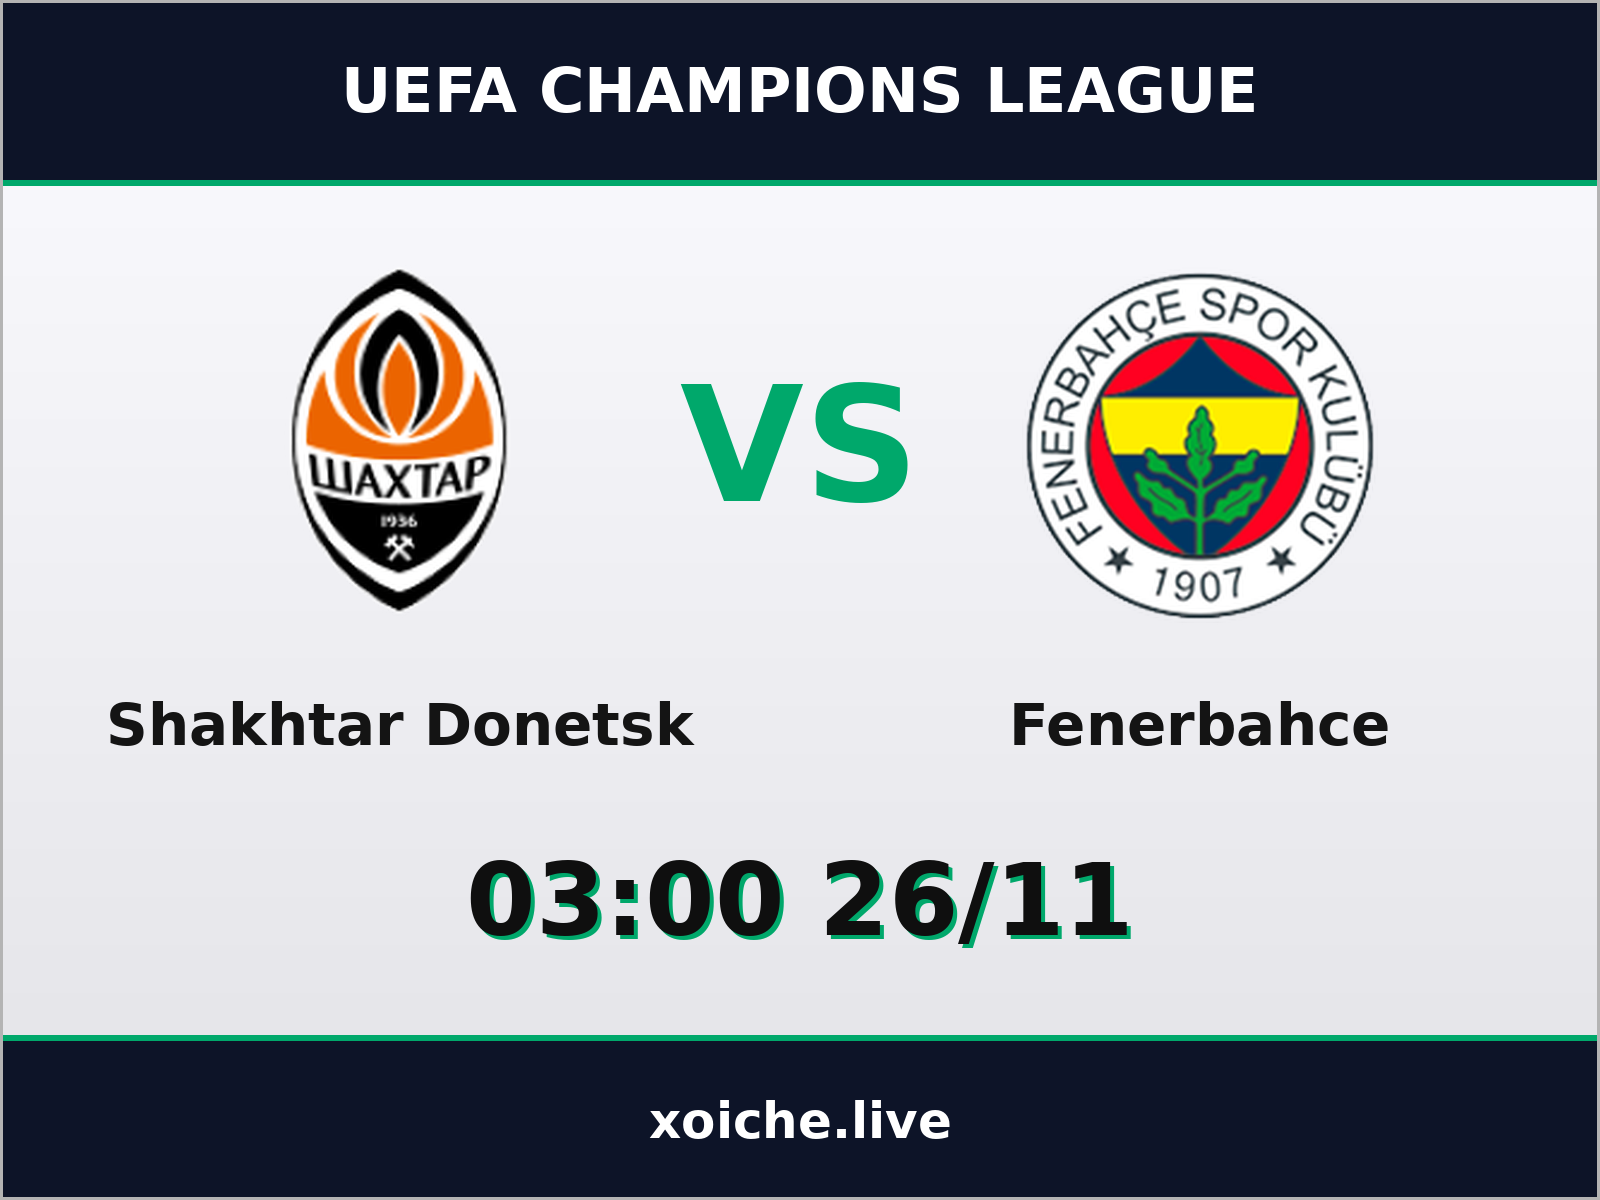 UEFA CHAMPIONS LEAGUE
ШАХТАР
1936
FENERBAHÇE SPOR KULÜBÜ
1907
VS
Shakhtar Donetsk
Fenerbahce
03:00 26/11
xoiche.live